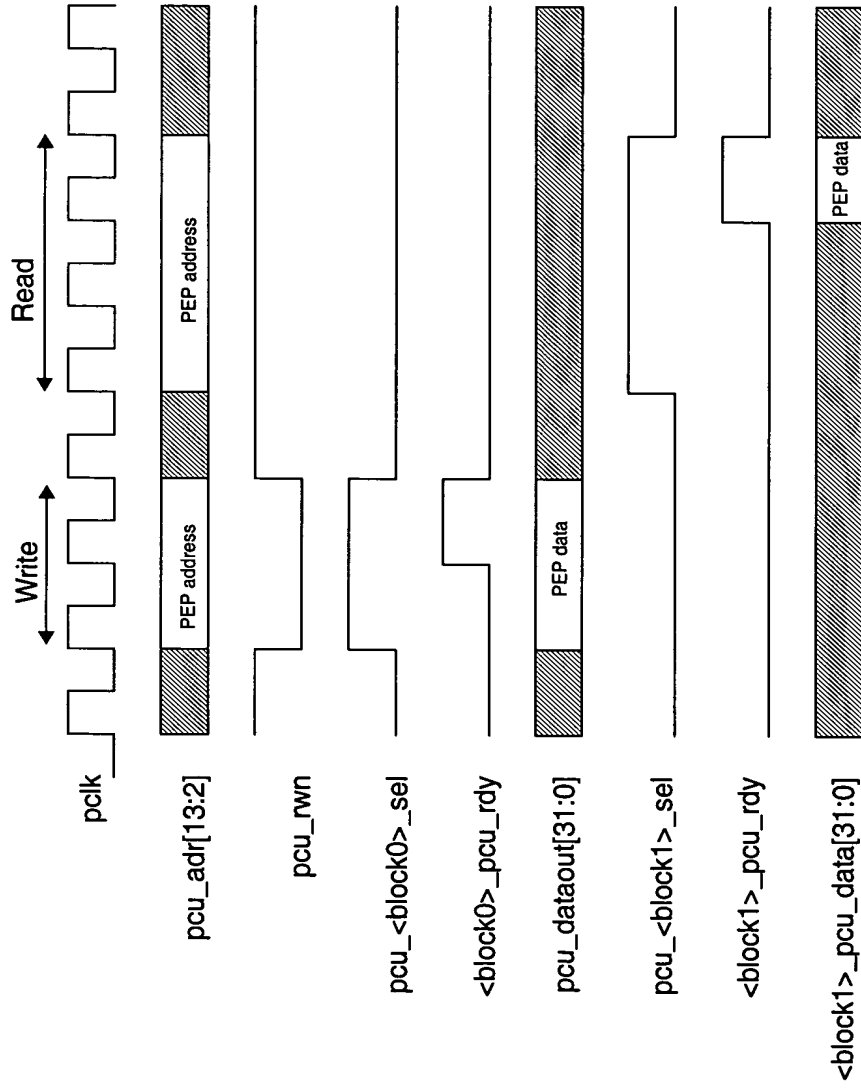 Write
Read
pclk
pcu_adr[13:2]
PEP address
PEP address
pcu_rwn
pcu_<block0>_sel
<block0>_pcu_rdy
pcu_dataout[31:0]
PEP data
pcu_<block1>_sel
<block1>_pcu_rdy
<block1>_pcu_data[31:0]
PEP data